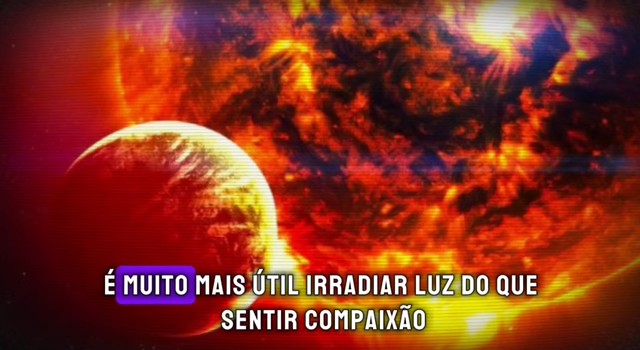 É MUITO MAIS ÚTIL IRRADIAR LUZ DO QUE
SENTIR COMPAIXÃO